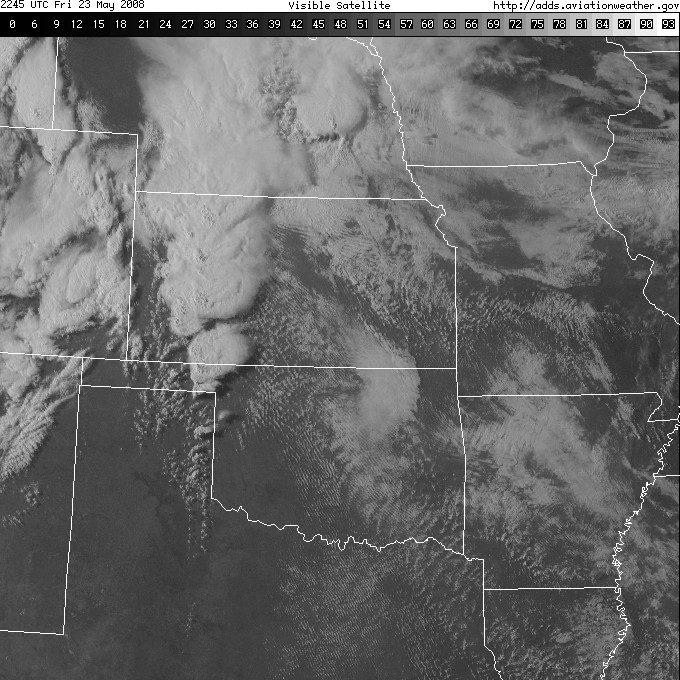 2245 UTC Fri 23 May 2008 Visible Satellite http://adds.aviationweather.gov
0 3 6 9 12 15 18 21 24 27 30 33 36 39 42 45 48 51 54 57 60 63 66 69 72 75 78 81 84 87 90 93